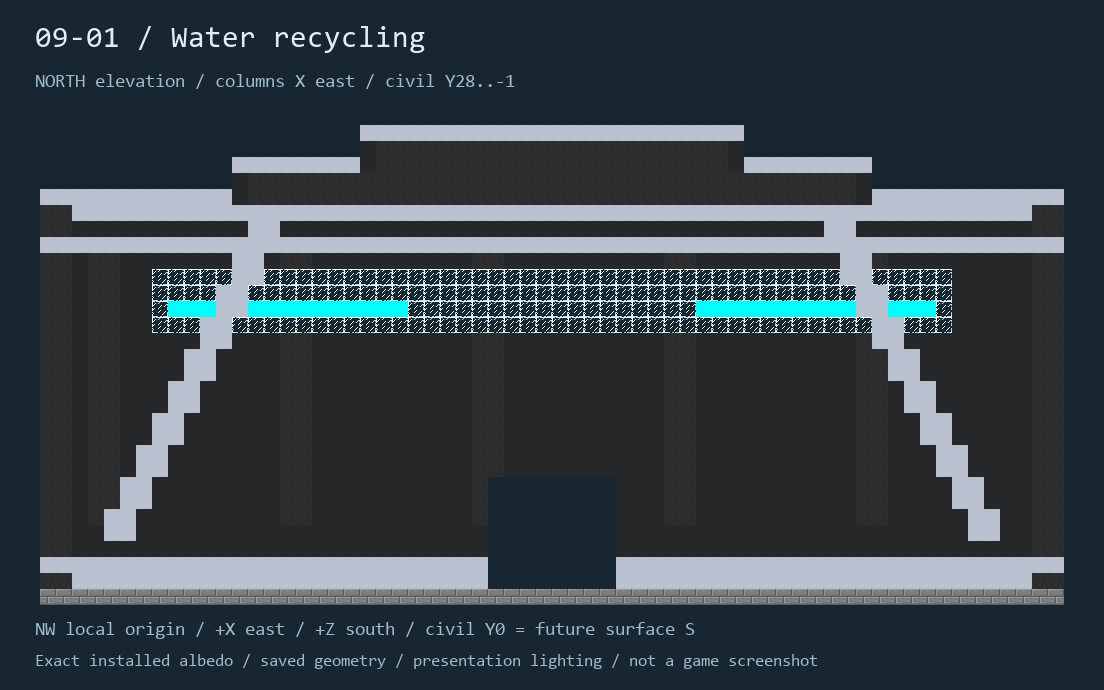 09-01 / Water recycling
NORTH elevation / columns X east / civil Y28..-1
NW local origin / +X east / +Z south / civil Y0 = future surface S
Exact installed albedo / saved geometry / presentation lighting / not a game screenshot